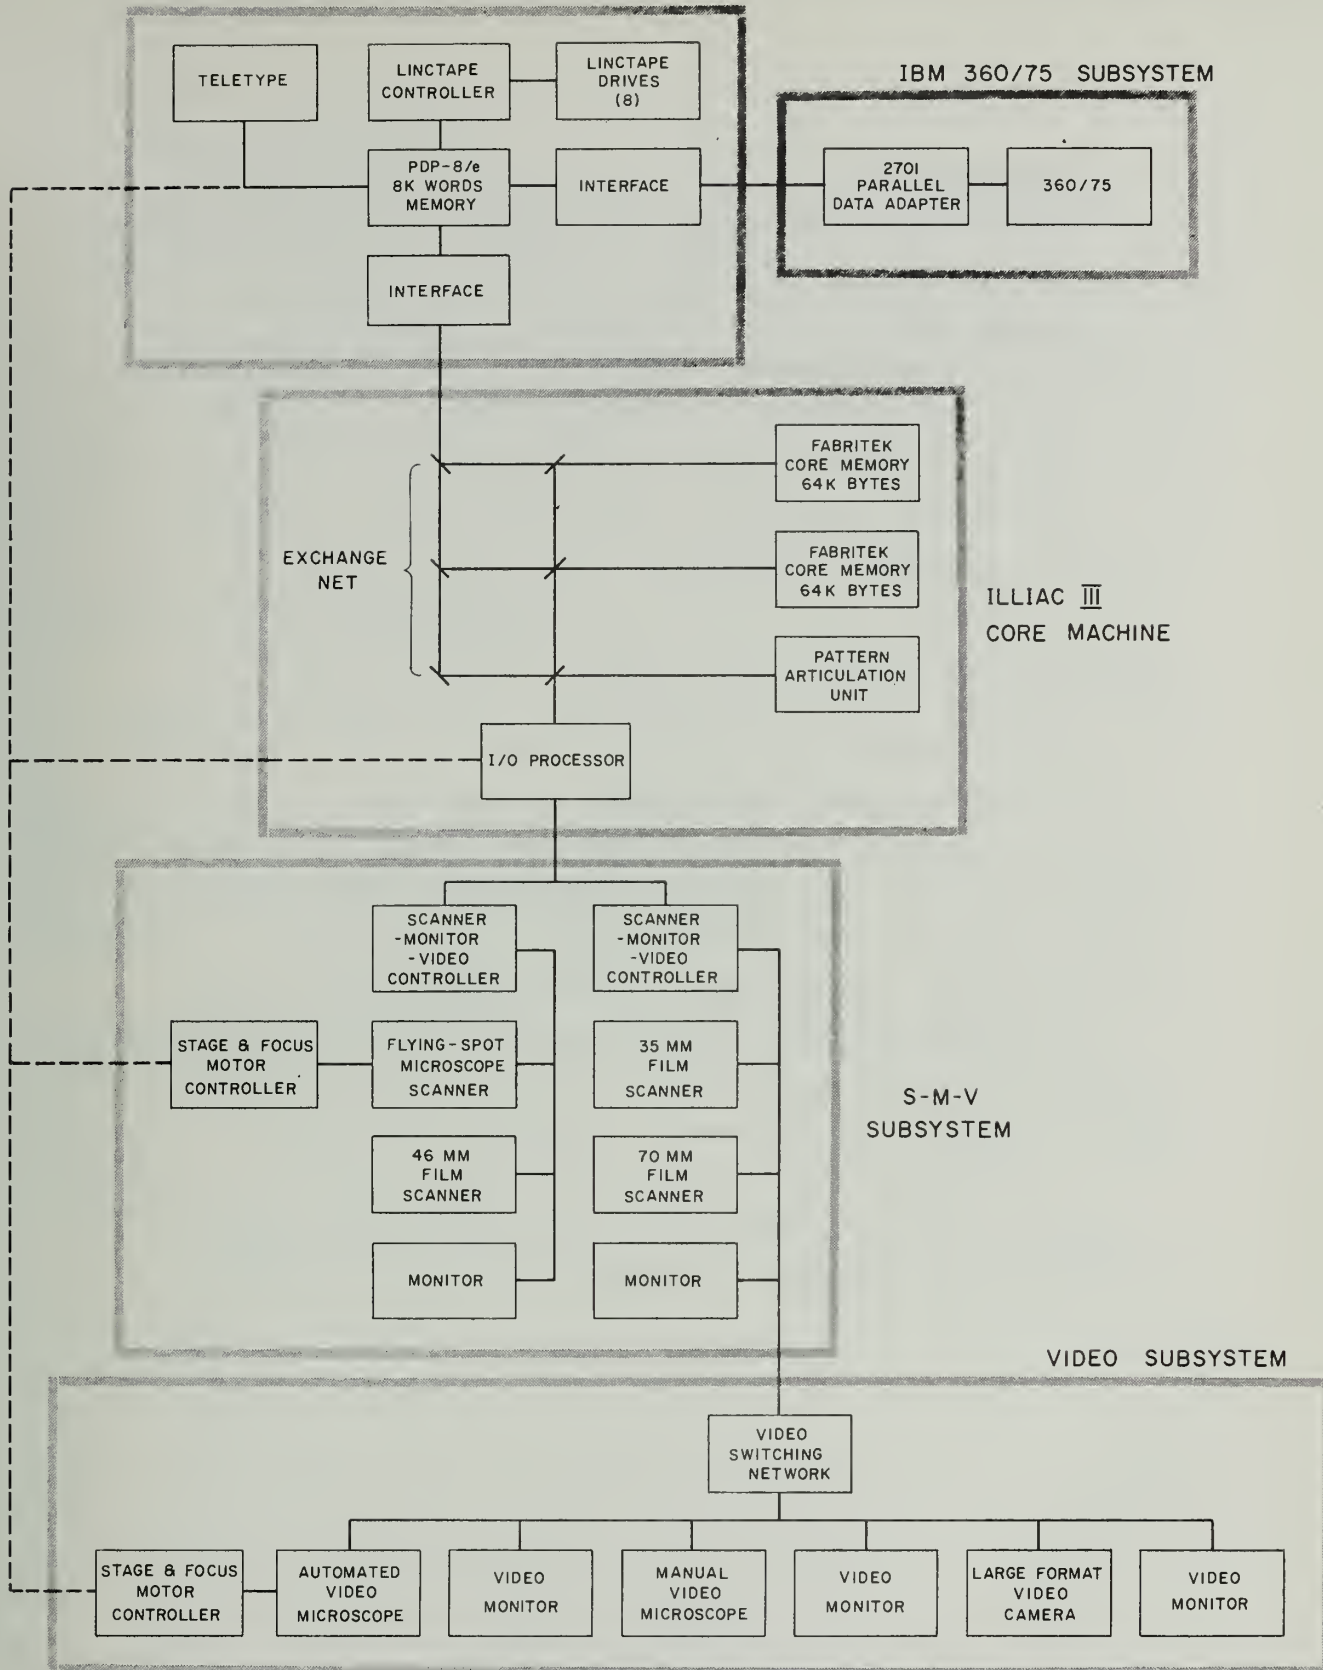 IBM 360/75 SUBSYSTEM
TELETYPE
LINCTAPE
CONTROLLER
LINCTAPE
DRIVES
(8)
PDP-8/e
8K WORDS
MEMORY
INTERFACE
2701
PARALLEL
DATA ADAPTER
360/75
INTERFACE
EXCHANGE
NET
FABRITEK
CORE MEMORY
64K BYTES
FABRITEK
CORE MEMORY
64K BYTES
PATTERN
ARTICULATION
UNIT
ILLIAC III
CORE MACHINE
I/O PROCESSOR
SCANNER
-MONITOR
-VIDEO
CONTROLLER
SCANNER
-MONITOR
-VIDEO
CONTROLLER
STAGE & FOCUS
MOTOR
CONTROLLER
FLYING-SPOT
MICROSCOPE
SCANNER
35 MM
FILM
SCANNER
46 MM
FILM
SCANNER
70 MM
FILM
SCANNER
MONITOR
MONITOR
S-M-V
SUBSYSTEM
VIDEO SUBSYSTEM
VIDEO
SWITCHING
NETWORK
STAGE & FOCUS
MOTOR
CONTROLLER
AUTOMATED
VIDEO
MICROSCOPE
VIDEO
MONITOR
MANUAL
VIDEO
MICROSCOPE
VIDEO
MONITOR
LARGE FORMAT
VIDEO
CAMERA
VIDEO
MONITOR